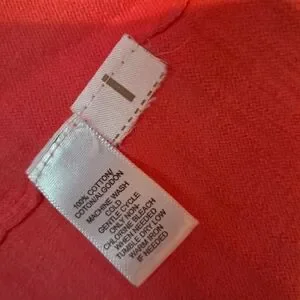 100% COTTON/
COTON/ALGODON
MACHINE WASH
COLD
GENTLE CYCLE
ONLY NON-
CHLORINE BLEACH
WHEN NEEDED
TUMBLE DRY LOW
WARM IRON
IF NEEDED